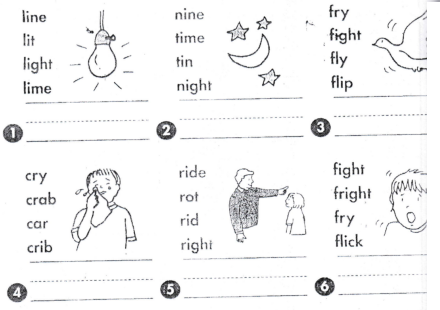 line
lit
light
lime
1
nine
time
tin
night
2
fry
fight
fly
flip
3
cry
crab
car
crib
4
ride
rot
rid
right
5
fight
fright
fry
flick
6